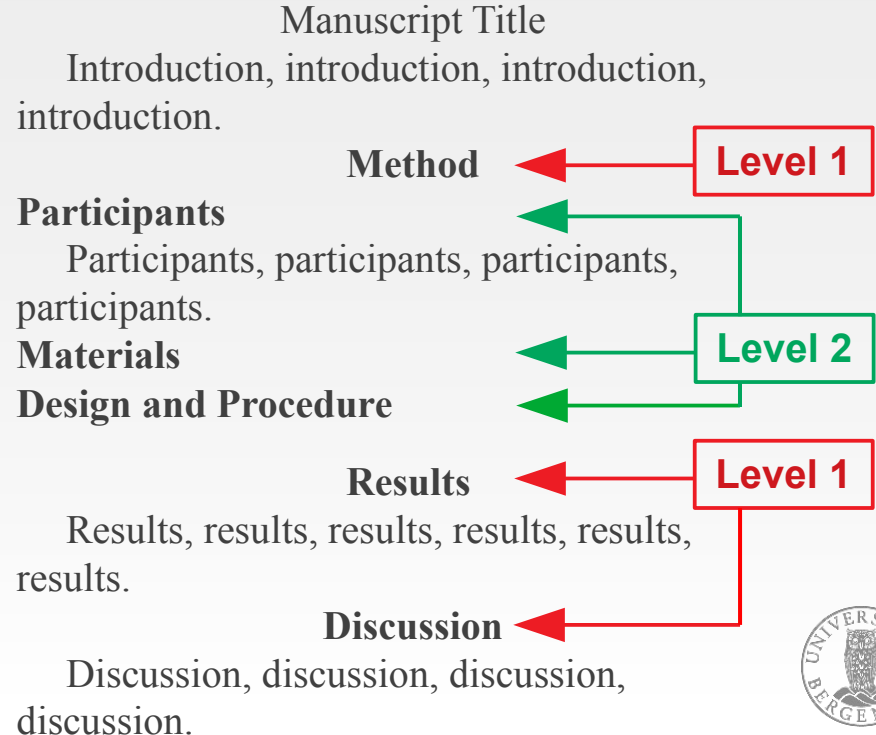 Manuscript Title
Introduction, introduction, introduction,
introduction.
Method
Level 1
Participants
Participants, participants, participants,
participants.
Materials
Level 2
Design and Procedure
Results
Level 1
Results, results, results, results, results,
results.
Discussion
Discussion, discussion, discussion,
discussion.